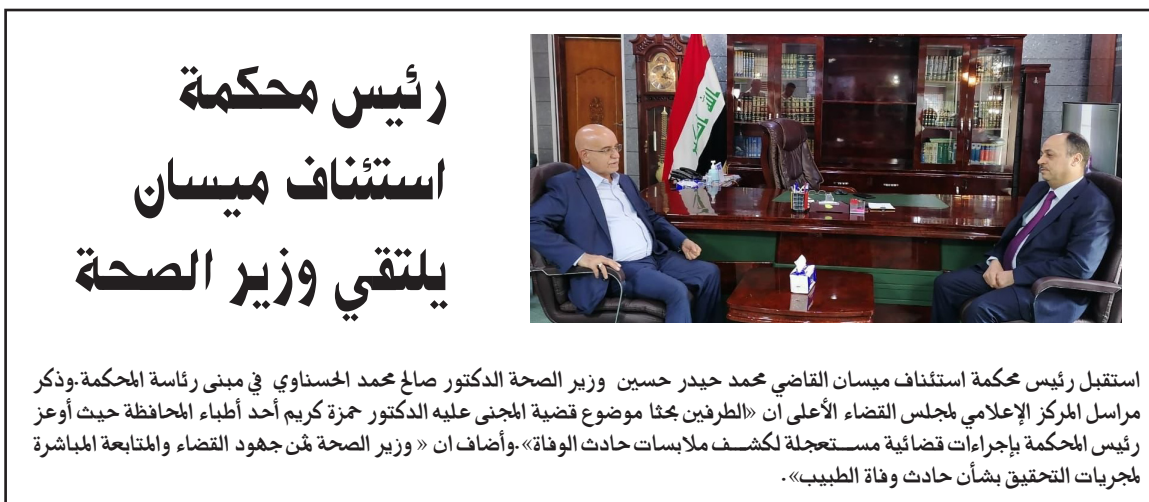 رئيس محكمة
استئناف ميسان
يلتقي وزير الصحة
الله أكبر
استقبل رئيس محكمة استئناف ميسان القاضي محمد حيدر حسين وزير الصحة الدكتور صالح محمد الحسناوي في مبنى رئاسة المحكمة.وذكر
مراسل المركز الإعلامي لمجلس القضاء الأعلى ان «الطرفين بحثا موضوع قضية المجنى عليه الدكتور حمزة كريم أحد أطباء المحافظة حيث أوعز
رئيس المحكمة بإجراءات قضائية مستعجلة لكشف ملابسات حادث الوفاة».وأضاف ان « وزير الصحة ثمن جهود القضاء والمتابعة المباشرة
لمجريات التحقيق بشأن حادث وفاة الطبيب».